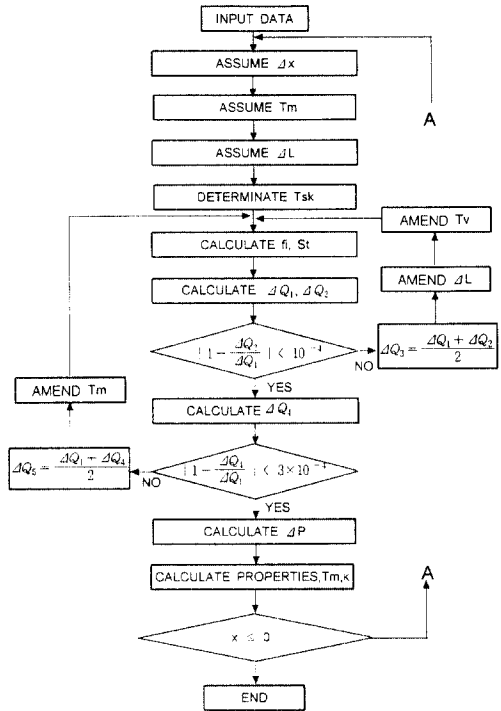 INPUT DATA
ASSUME Δx
ASSUME Tm
A
ASSUME ΔL
DETERMINATE Tsk
AMEND Tv
CALCULATE fi, St
CALCULATE ΔQ₁, ΔQ₂
AMEND ΔL
| 1 − ΔQ₂/ΔQ₁ | < 10⁻⁴
NO
ΔQ₃ = (ΔQ₁ + ΔQ₂)/2
YES
AMEND Tm
CALCULATE ΔQ₄
ΔQ₅ = (ΔQ₁ + ΔQ₄)/2
NO
| 1 − ΔQ₄/ΔQ₁ | < 3×10⁻⁴
YES
CALCULATE ΔP
CALCULATE PROPERTIES,Tm,κ
A
x ≤ 0
END